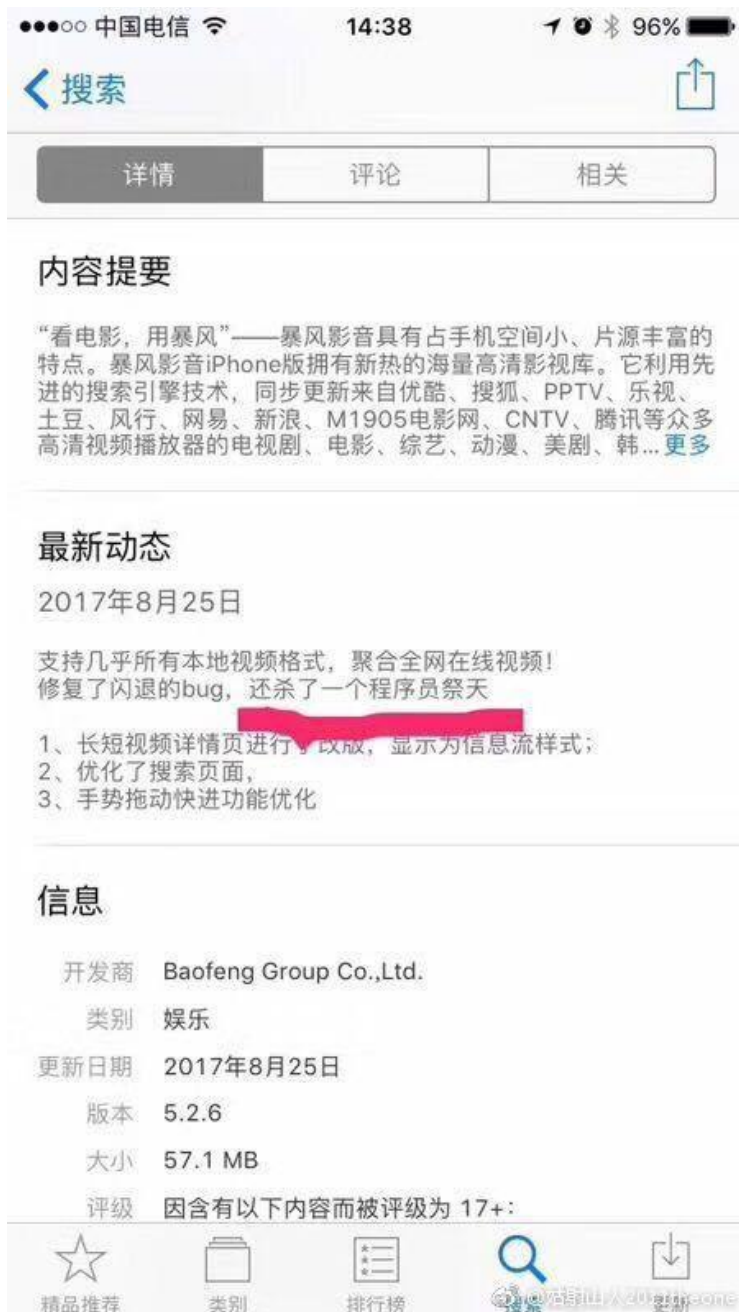 中国电信 14:38 96%
搜索
详情 评论 相关
内容提要
“看电影，用暴风”——暴风影音具有占手机空间小、片源丰富的
特点。暴风影音iPhone版拥有新热的海量高清影视库。它利用先
进的搜索引擎技术，同步更新来自优酷、搜狐、PPTV、乐视、
土豆、风行、网易、新浪、M1905电影网、CNTV、腾讯等众多
高清视频播放器的电视剧、电影、综艺、动漫、美剧、韩...更多
最新动态
2017年8月25日
支持几乎所有本地视频格式，聚合全网在线视频！
修复了闪退的bug，还杀了一个程序员祭天
1、长短视频详情页进行了改版，显示为信息流样式；
2、优化了搜索页面，
3、手势拖动快进功能优化
信息
开发商 Baofeng Group Co.,Ltd.
类别 娱乐
更新日期 2017年8月25日
版本 5.2.6
大小 57.1 MB
评级 因含有以下内容而被评级为 17+：
精品推荐 类别 排行榜 搜索